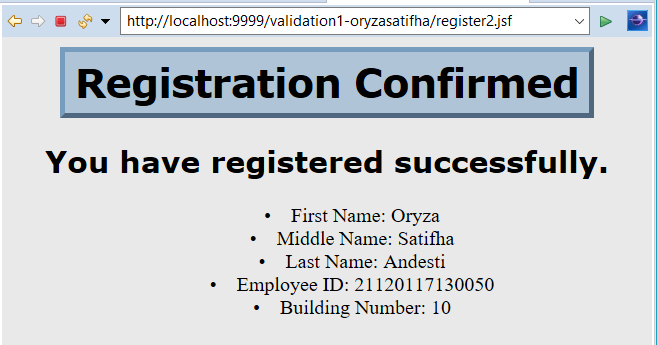 http://localhost:9999/validation1-oryzasatifha/register2.jsf
Registration Confirmed
You have registered successfully.
• First Name: Oryza
• Middle Name: Satifha
• Last Name: Andesti
• Employee ID: 21120117130050
• Building Number: 10